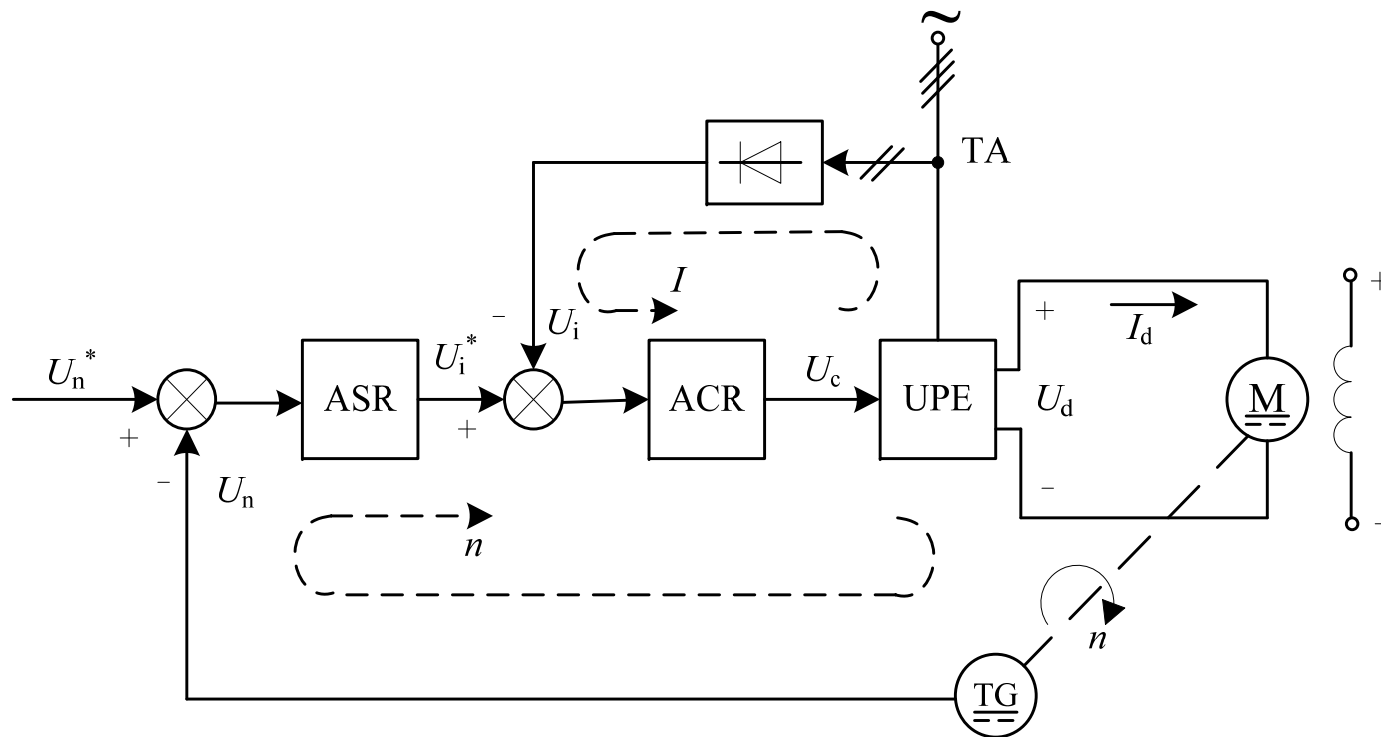 ~
TA
I
−
U_i
+
I_d
+
U_n^*
ASR
U_i^*
ACR
U_c
UPE
U_d
M
+
+
−
U_n
−
−
n
n
TG